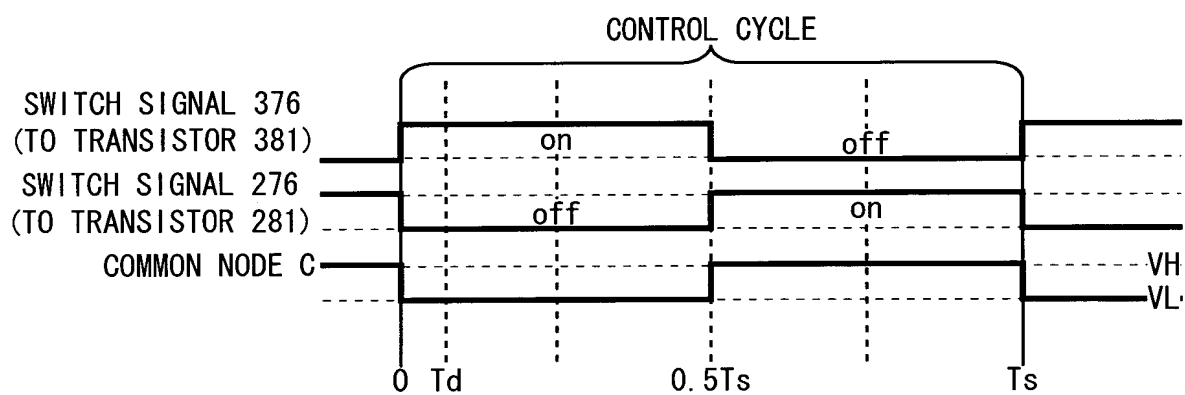 CONTROL CYCLE
SWITCH SIGNAL 376
(TO TRANSISTOR 381)
on
off
SWITCH SIGNAL 276
(TO TRANSISTOR 281)
off
on
COMMON NODE C
VH
VL
0
Td
0.5Ts
Ts